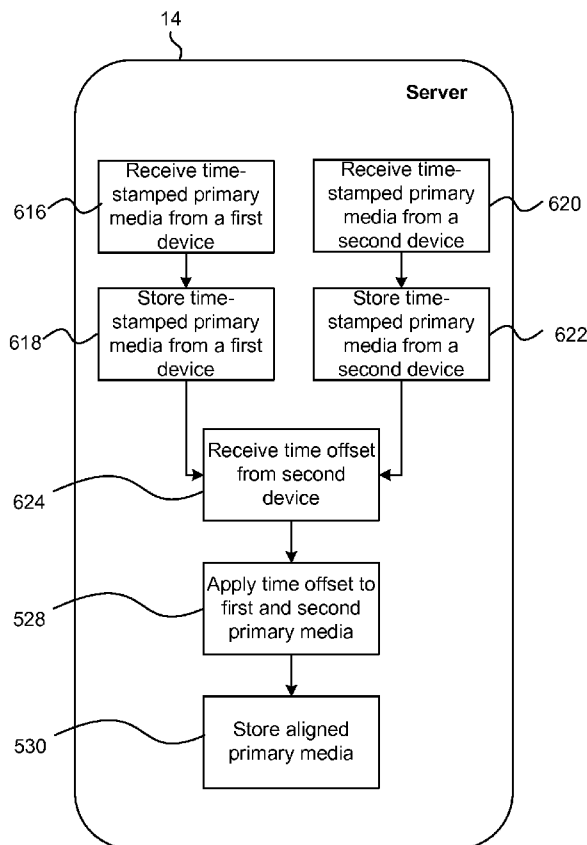 14
Server
Receive time-
stamped primary
media from a first
device
616
Receive time-
stamped primary
media from a
second device
620
Store time-
stamped primary
media from a first
device
618
Store time-
stamped primary
media from a
second device
622
Receive time offset
from second
device
624
Apply time offset to
first and second
primary media
528
Store aligned
primary media
530